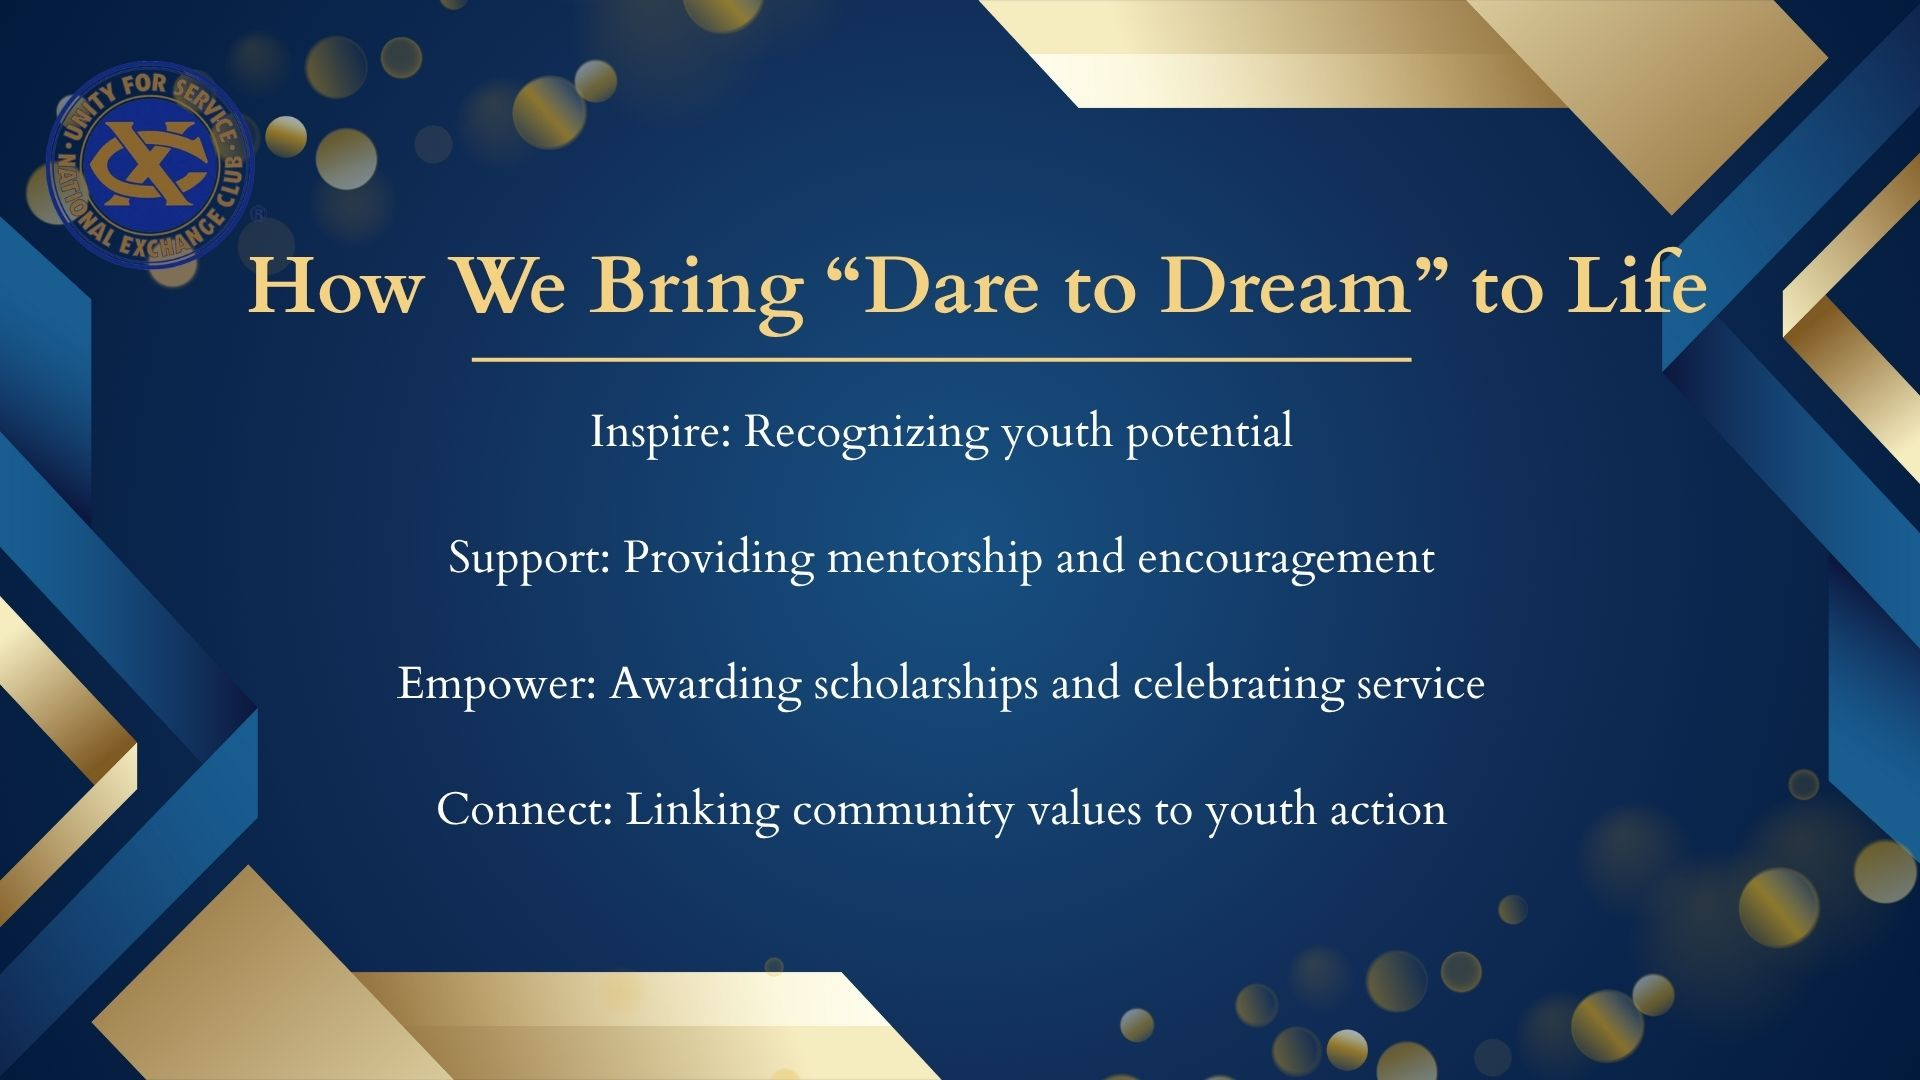 · UNITY FOR SERVICE ·
NATIONAL EXCHANGE CLUB
®
How We Bring “Dare to Dream” to Life
Inspire: Recognizing youth potential
Support: Providing mentorship and encouragement
Empower: Awarding scholarships and celebrating service
Connect: Linking community values to youth action